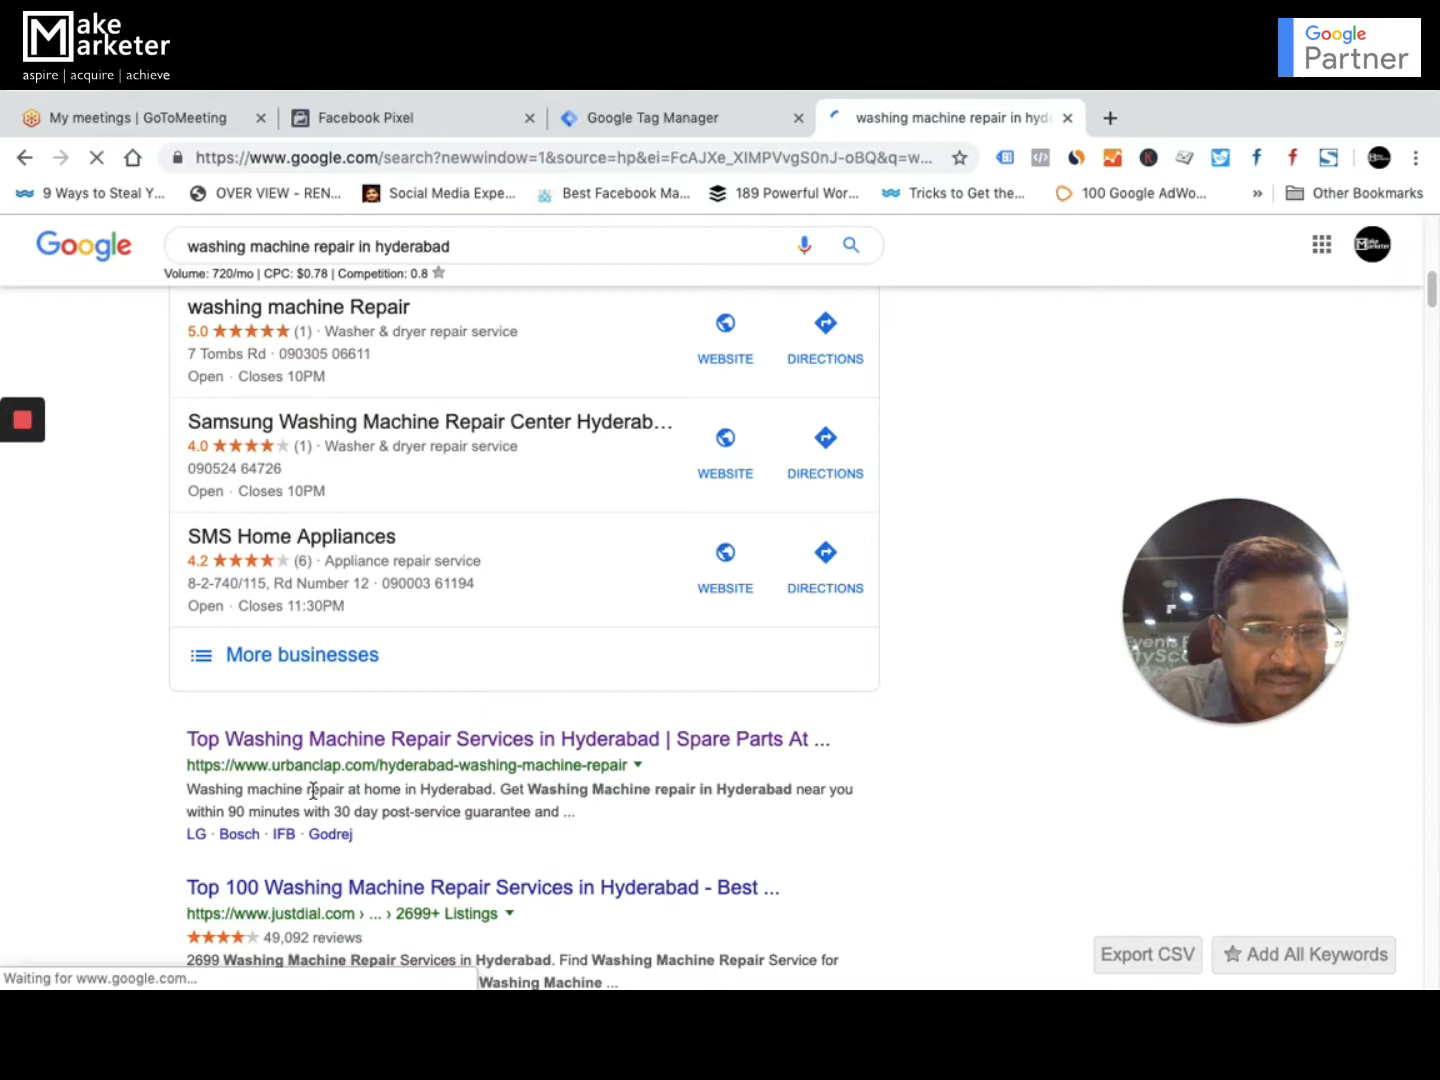 Make
Marketer
aspire | acquire | achieve
Google
Partner
My meetings | GoToMeeting
Facebook Pixel
Google Tag Manager
washing machine repair in hyd
https://www.google.com/search?newwindow=1&source=hp&ei=FcAJXe_XIMPVvgS0nJ-oBQ&q=w...
9 Ways to Steal Y...
OVER VIEW - REN...
Social Media Expe...
Best Facebook Ma...
189 Powerful Wor...
Tricks to Get the...
100 Google AdWo...
»
Other Bookmarks
Google
washing machine repair in hyderabad
Volume: 720/mo | CPC: $0.78 | Competition: 0.8
washing machine Repair
5.0 ★★★★★ (1) · Washer & dryer repair service
7 Tombs Rd · 090305 06611
Open · Closes 10PM
WEBSITE
DIRECTIONS
Samsung Washing Machine Repair Center Hyderab...
4.0 ★★★★★ (1) · Washer & dryer repair service
090524 64726
Open · Closes 10PM
WEBSITE
DIRECTIONS
SMS Home Appliances
4.2 ★★★★★ (6) · Appliance repair service
8-2-740/115, Rd Number 12 · 090003 61194
Open · Closes 11:30PM
WEBSITE
DIRECTIONS
More businesses
Top Washing Machine Repair Services in Hyderabad | Spare Parts At ...
https://www.urbanclap.com/hyderabad-washing-machine-repair
Washing machine repair at home in Hyderabad. Get Washing Machine repair in Hyderabad near you
within 90 minutes with 30 day post-service guarantee and ...
LG · Bosch · IFB · Godrej
Top 100 Washing Machine Repair Services in Hyderabad - Best ...
https://www.justdial.com › ... › 2699+ Listings
★★★★★ 49,092 reviews
2699 Washing Machine Repair Services in Hyderabad. Find Washing Machine Repair Service for
Washing Machine ...
Export CSV
Add All Keywords
Waiting for www.google.com...